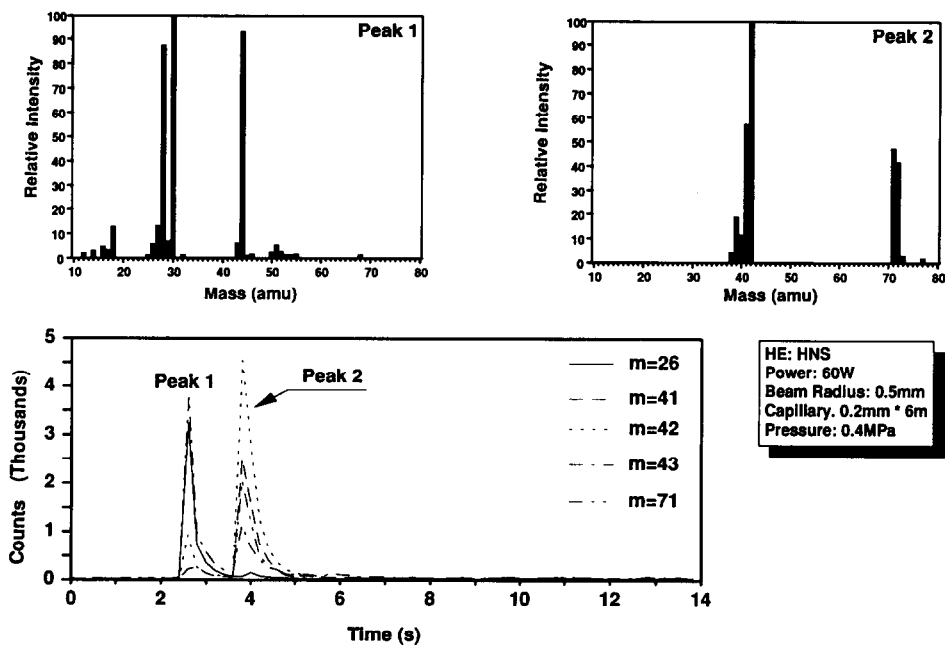 Peak 1
Relative Intensity
100
90
80
70
60
50
40
30
20
10
0
10 20 30 40 50 60 70 80
Mass (amu)
Peak 2
Relative Intensity
100
90
80
70
60
50
40
30
20
10
0
10 20 30 40 50 60 70 80
Mass (amu)
Counts (Thousands)
5
4
3
2
1
0
Peak 1
Peak 2
m=26
m=41
m=42
m=43
m=71
0 2 4 6 8 10 12 14
Time (s)
HE: HNS
Power: 60W
Beam Radius: 0.5mm
Capillary. 0.2mm * 6m
Pressure: 0.4MPa